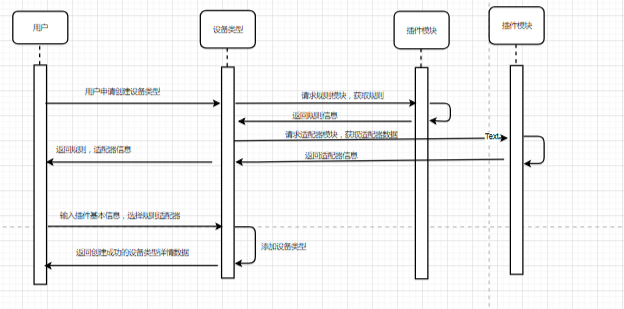 用户
设备类型
插件模块
插件模块
用户申请创建设备类型
请求规则模块，获取规则
返回规则信息
请求适配器模块，获取适配器数据
Text
返回规则，适配器信息
返回适配器信息
输入插件基本信息，选择规则适配器
添加设备类型
返回创建成功的设备类型详情数据